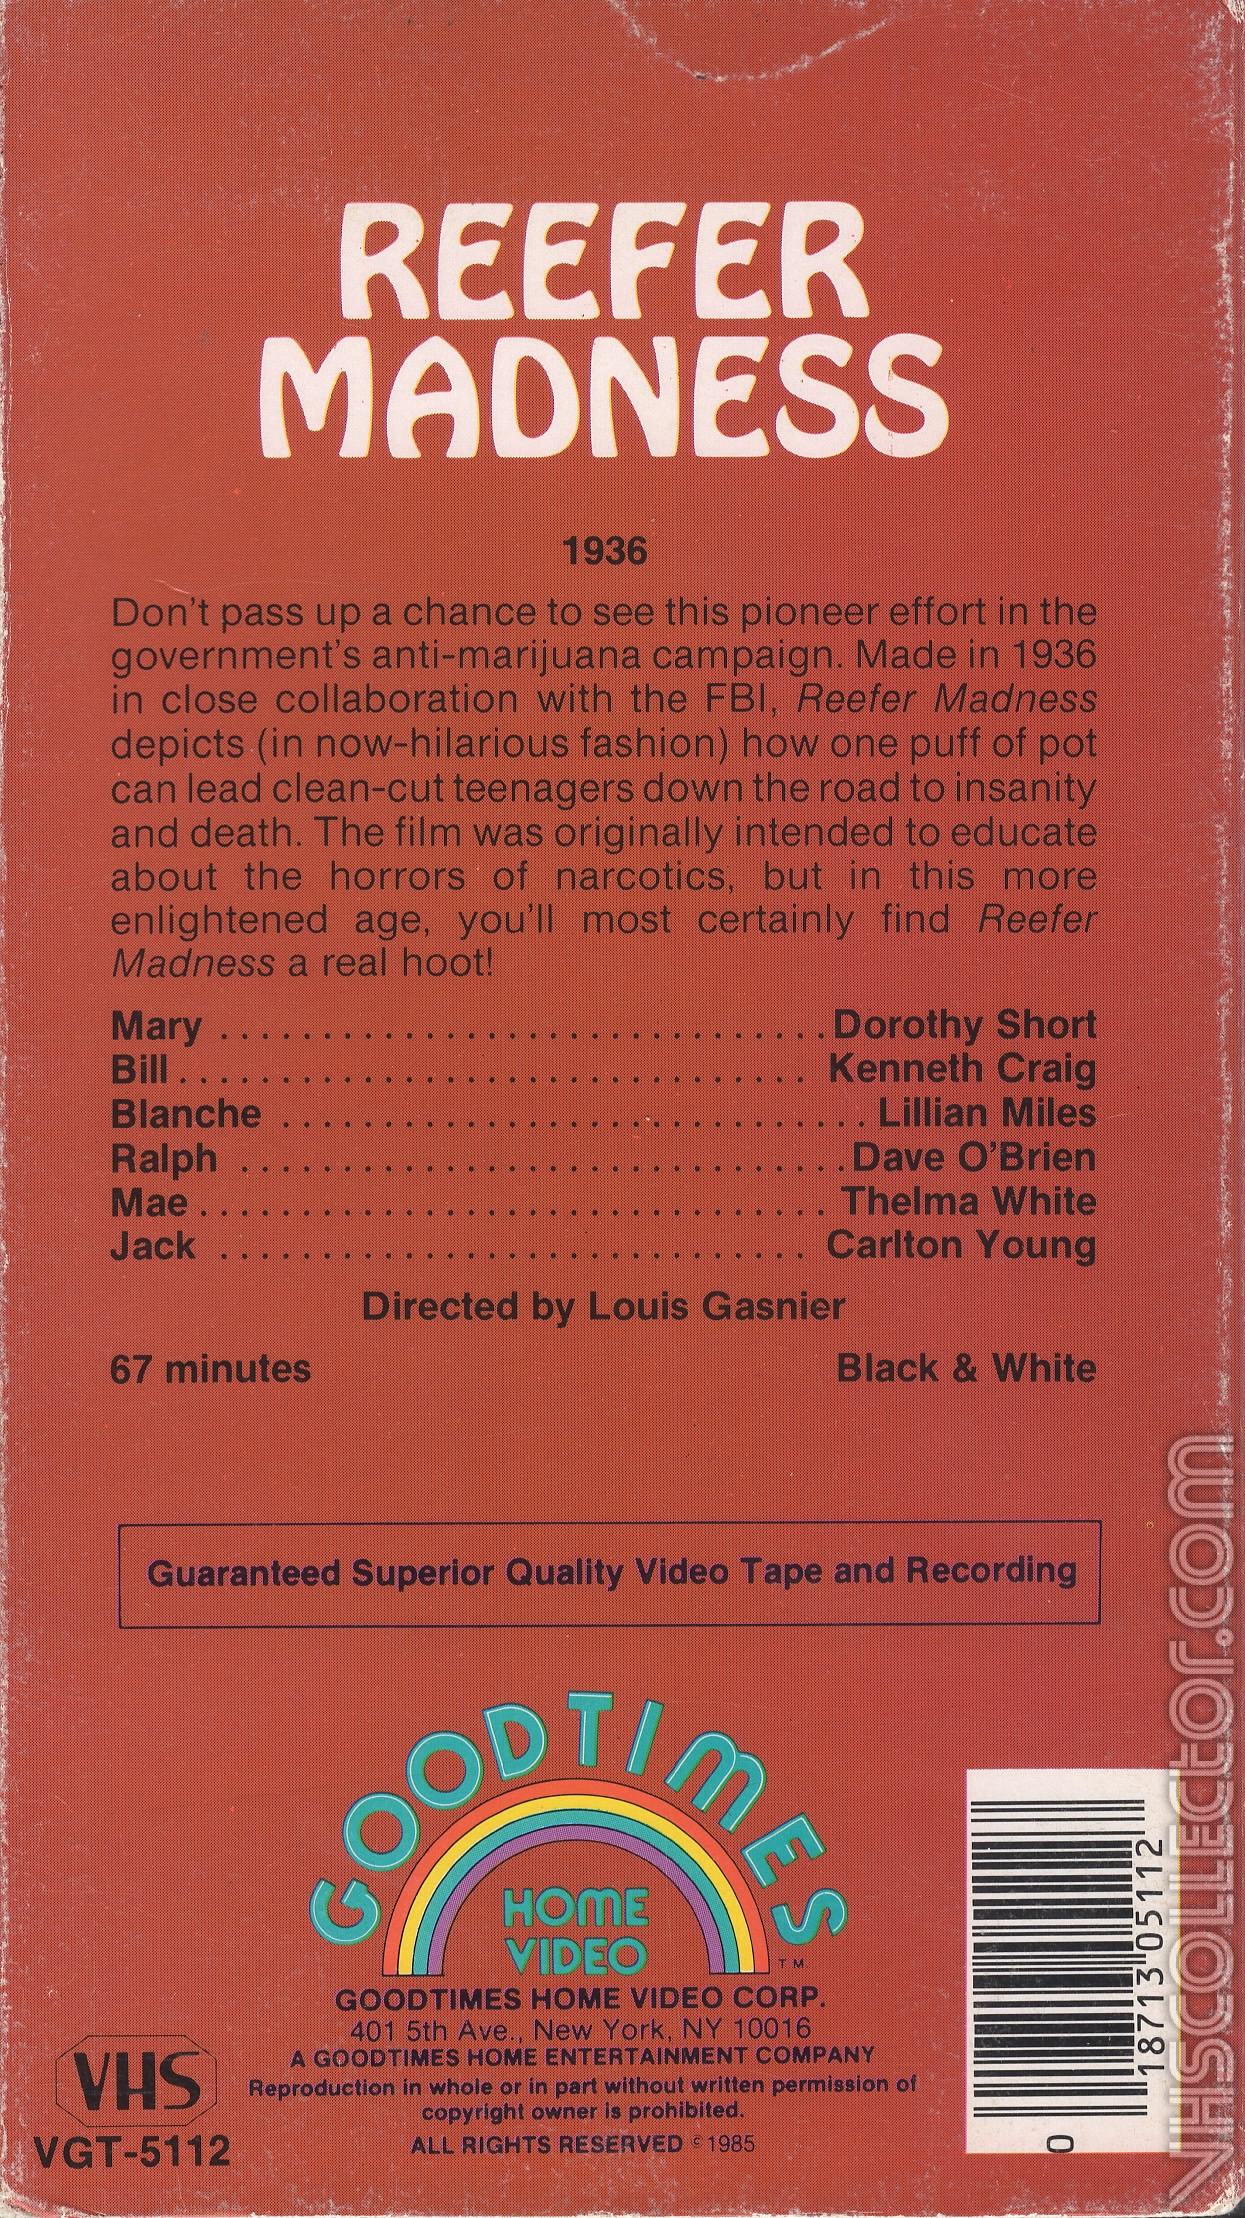 REEFER
MADNESS
1936
Don't pass up a chance to see this pioneer effort in the
government's anti-marijuana campaign. Made in 1936
in close collaboration with the FBI, Reefer Madness
depicts (in now-hilarious fashion) how one puff of pot
can lead clean-cut teenagers down the road to insanity
and death. The film was originally intended to educate
about the horrors of narcotics, but in this more
enlightened age, you'll most certainly find Reefer
Madness a real hoot!
Mary . . . . . . . . . . . . . . . . . . . . . . . . . . . . . . Dorothy Short
Bill . . . . . . . . . . . . . . . . . . . . . . . . . . . . . . . Kenneth Craig
Blanche . . . . . . . . . . . . . . . . . . . . . . . . . . . . . Lillian Miles
Ralph . . . . . . . . . . . . . . . . . . . . . . . . . . . . . . Dave O'Brien
Mae . . . . . . . . . . . . . . . . . . . . . . . . . . . . . . . Thelma White
Jack . . . . . . . . . . . . . . . . . . . . . . . . . . . . . Carlton Young
Directed by Louis Gasnier
67 minutes Black & White
Guaranteed Superior Quality Video Tape and Recording
GOODTIMES
HOME
VIDEO
TM
GOODTIMES HOME VIDEO CORP.
401 5th Ave., New York, NY 10016
A GOODTIMES HOME ENTERTAINMENT COMPANY
Reproduction in whole or in part without written permission of
copyright owner is prohibited.
ALL RIGHTS RESERVED © 1985
VHS
VGT-5112
0 18713 05112
VHSCOLLECTOR.COM